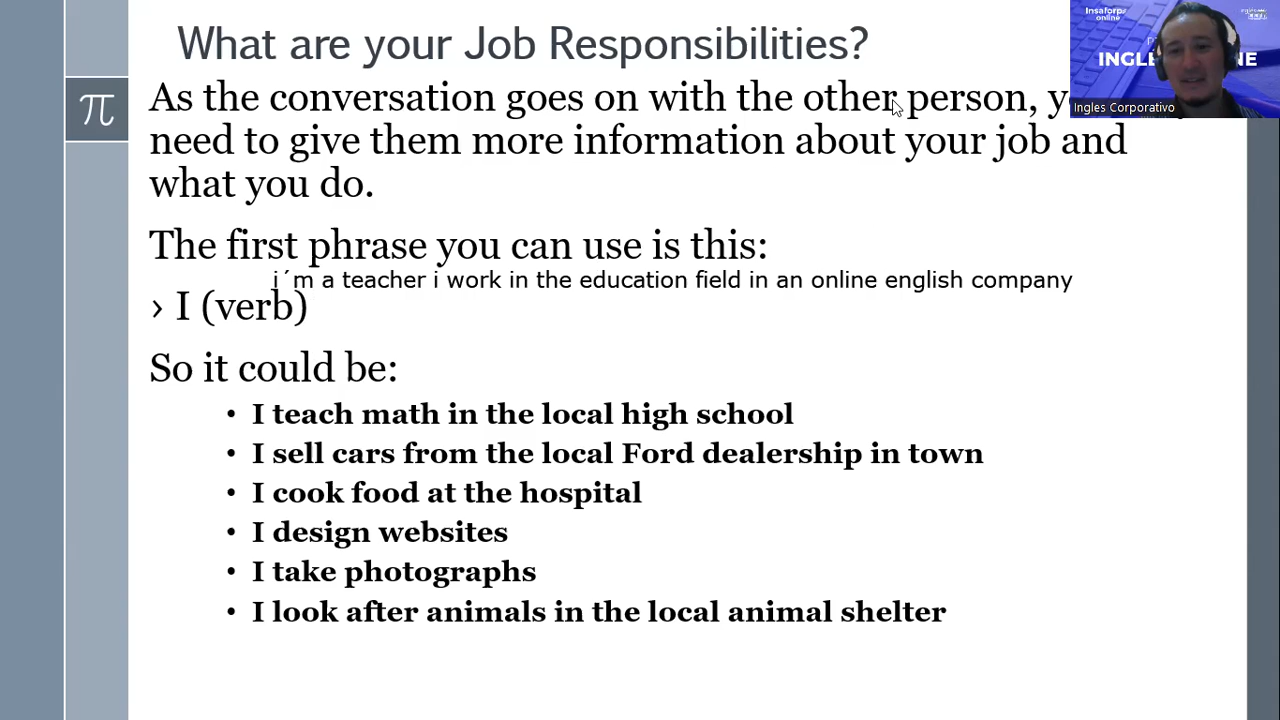 What are your Job Responsibilities?
Insaforp
online
INGLE NE
Ingles Corporativo
π
As the conversation goes on with the other person,
need to give them more information about your job and
what you do.
The first phrase you can use is this:
i´m a teacher i work in the education field in an online english company
› I (verb)
So it could be:
• I teach math in the local high school
• I sell cars from the local Ford dealership in town
• I cook food at the hospital
• I design websites
• I take photographs
• I look after animals in the local animal shelter